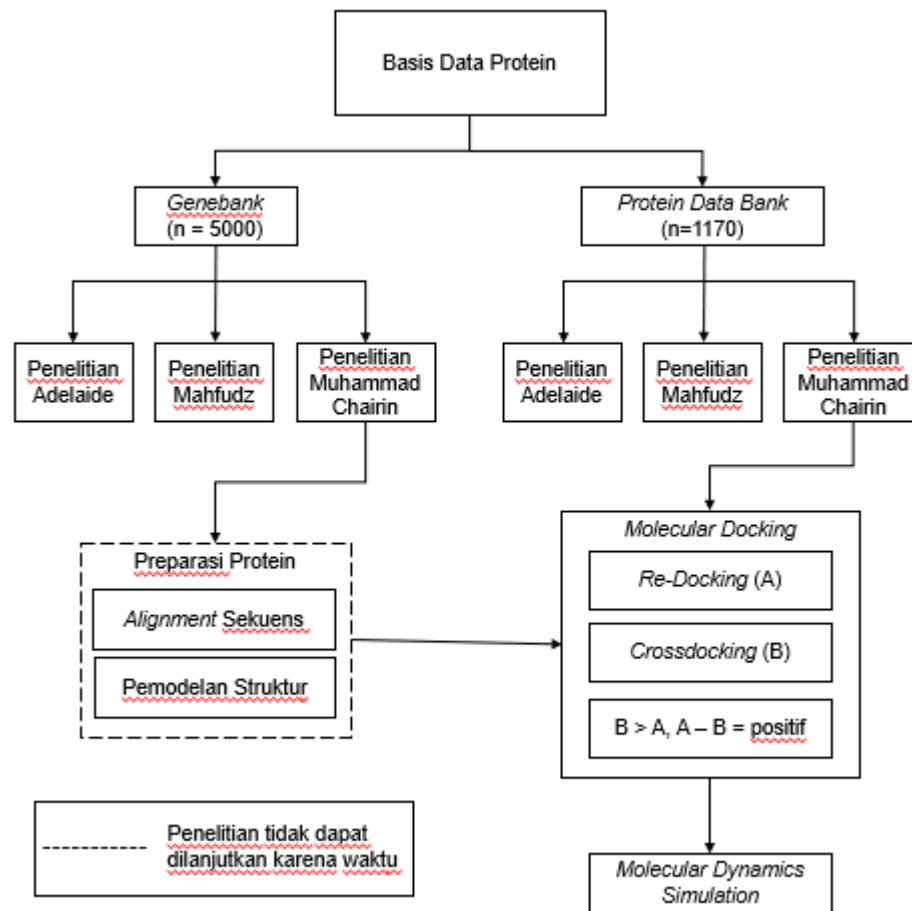 Basis Data Protein
Genebank
(n = 5000)
Protein Data Bank
(n=1170)
Penelitian
Adelaide
Penelitian
Mahfudz
Penelitian
Muhammad
Chairin
Penelitian
Adelaide
Penelitian
Mahfudz
Penelitian
Muhammad
Chairin
Preparasi Protein
Alignment Sekuens
Pemodelan Struktur
Molecular Docking
Re-Docking (A)
Crossdocking (B)
B > A, A – B = positif
Penelitian tidak dapat
dilanjutkan karena waktu
Molecular Dynamics
Simulation